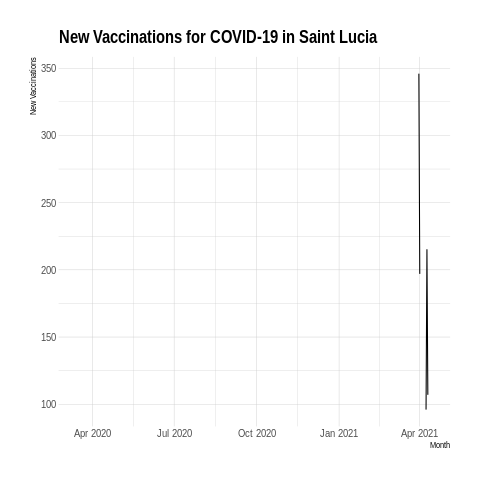 New Vaccinations for COVID-19 in Saint Lucia
New Vaccinations
350
300
250
200
150
100
Apr 2020 Jul 2020 Oct 2020 Jan 2021 Apr 2021
Month